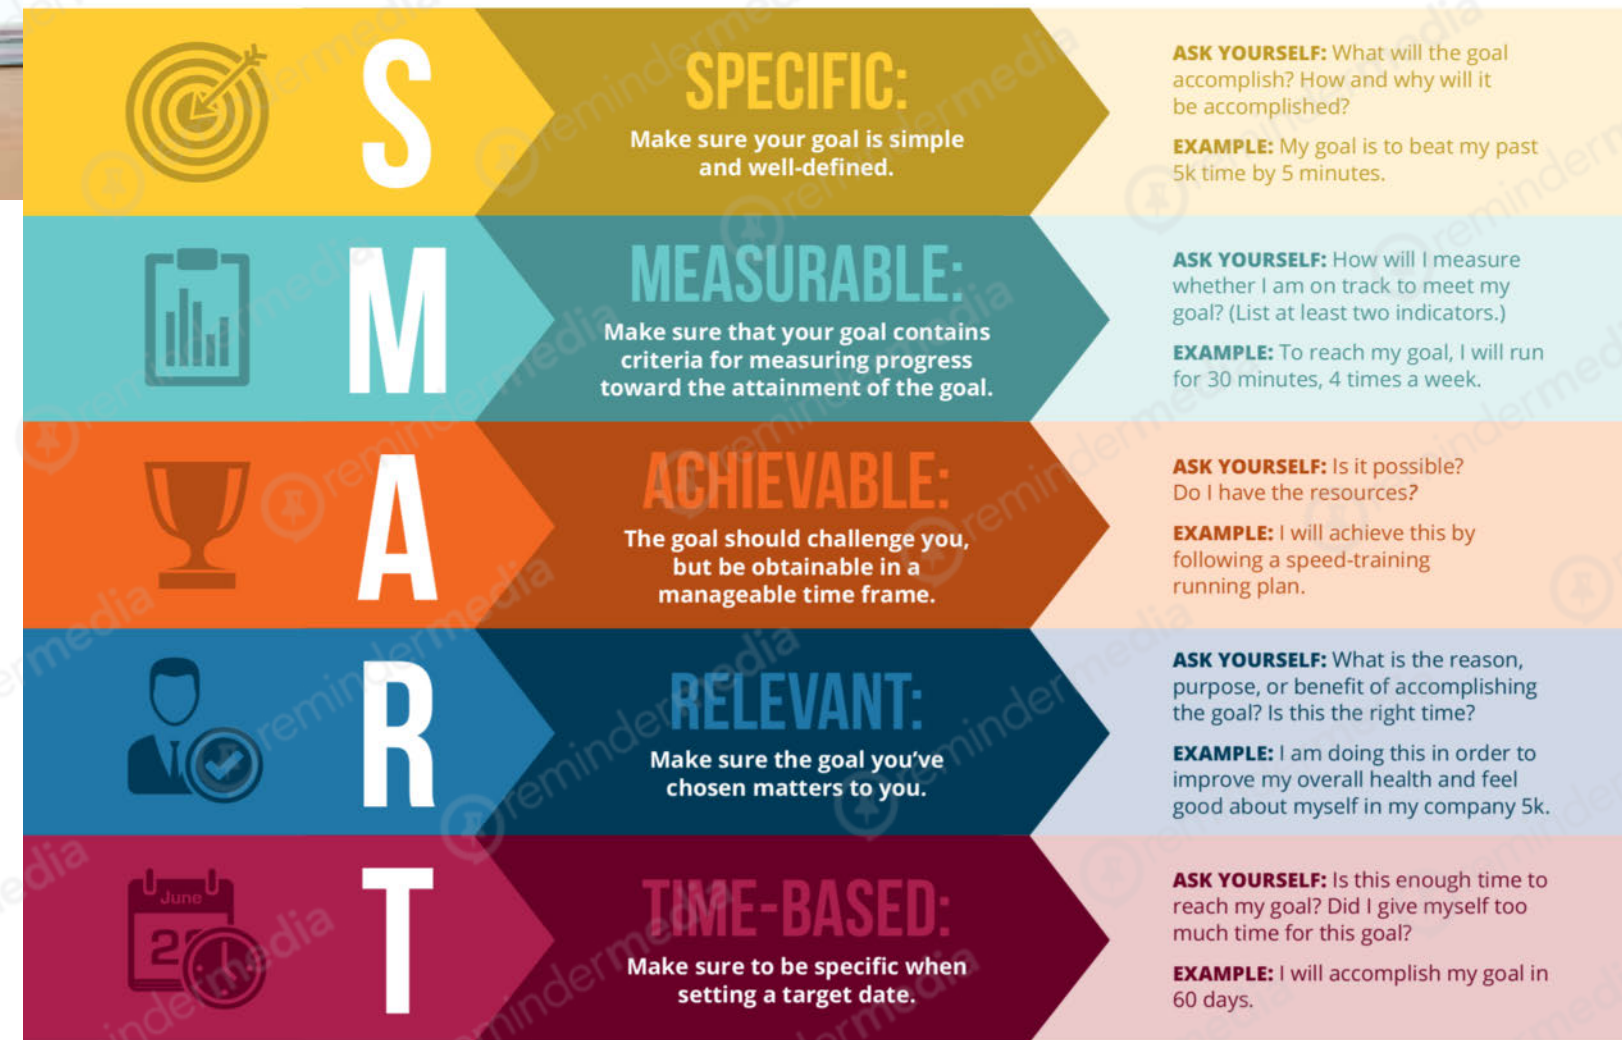 S
SPECIFIC:
Make sure your goal is simple
and well-defined.
ASK YOURSELF: What will the goal
accomplish? How and why will it
be accomplished?
EXAMPLE: My goal is to beat my past
5k time by 5 minutes.
M
MEASURABLE:
Make sure that your goal contains
criteria for measuring progress
toward the attainment of the goal.
ASK YOURSELF: How will I measure
whether I am on track to meet my
goal? (List at least two indicators.)
EXAMPLE: To reach my goal, I will run
for 30 minutes, 4 times a week.
A
ACHIEVABLE:
The goal should challenge you,
but be obtainable in a
manageable time frame.
ASK YOURSELF: Is it possible?
Do I have the resources?
EXAMPLE: I will achieve this by
following a speed-training
running plan.
R
RELEVANT:
Make sure the goal you've
chosen matters to you.
ASK YOURSELF: What is the reason,
purpose, or benefit of accomplishing
the goal? Is this the right time?
EXAMPLE: I am doing this in order to
improve my overall health and feel
good about myself in my company 5k.
June
T
TIME-BASED:
Make sure to be specific when
setting a target date.
ASK YOURSELF: Is this enough time to
reach my goal? Did I give myself too
much time for this goal?
EXAMPLE: I will accomplish my goal in
60 days.
remindermedia